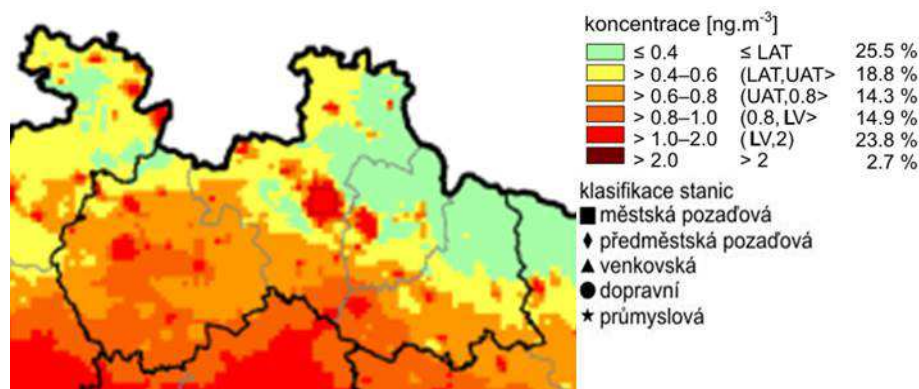 koncentrace [ng.m-3]
≤ 0.4 ≤ LAT 25.5 %
> 0.4–0.6 (LAT,UAT> 18.8 %
> 0.6–0.8 (UAT,0.8> 14.3 %
> 0.8–1.0 (0.8, LV> 14.9 %
> 1.0–2.0 (LV,2) 23.8 %
> 2.0 > 2 2.7 %
klasifikace stanic
městská pozaďová
předměstská pozaďová
venkovská
dopravní
průmyslová